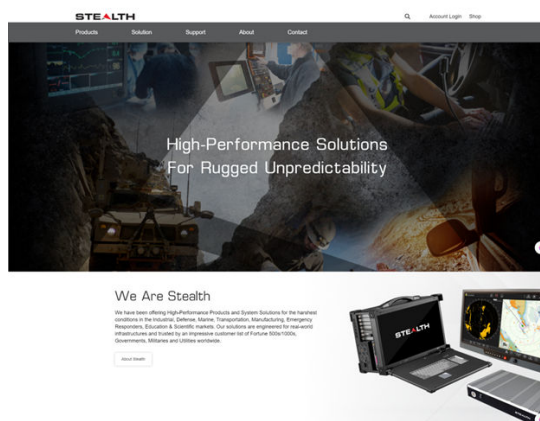 STEALTH
Account Login Shop
Products Solution Support About Contact
High-Performance Solutions
For Rugged Unpredictability
We Are Stealth
We have been offering High-Performance Products and System Solutions for the harshest
conditions in the Industrial, Defense, Marine, Transportation, Manufacturing, Emergency
Responders, Education & Scientific markets. Our solutions are engineered for real-world
infrastructures and trusted by an impressive customer list of Fortune 500s/1000s,
Governments, Militaries and Utilities worldwide.
About Stealth
STEALTH